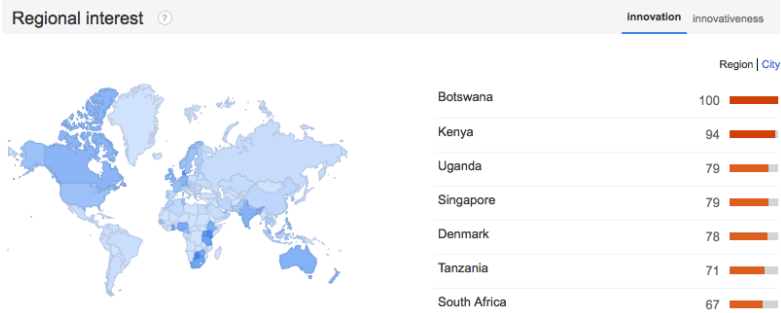 Regional interest ?
innovation innovativeness
Region | City
Botswana 100
Kenya 94
Uganda 79
Singapore 79
Denmark 78
Tanzania 71
South Africa 67